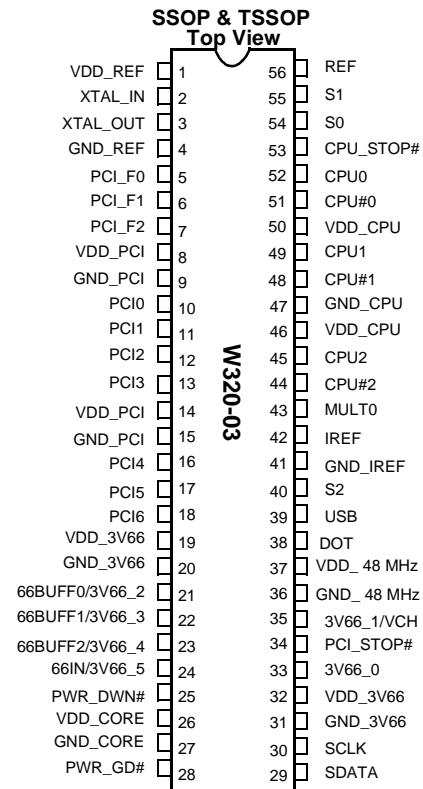 SSOP & TSSOP
Top View
VDD_REF 1 56 REF
XTAL_IN 2 55 S1
XTAL_OUT 3 54 S0
GND_REF 4 53 CPU_STOP#
PCI_F0 5 52 CPU0
PCI_F1 6 51 CPU#0
PCI_F2 7 50 VDD_CPU
VDD_PCI 8 49 CPU1
GND_PCI 9 48 CPU#1
PCI0 10 47 GND_CPU
PCI1 11 46 VDD_CPU
PCI2 12 45 CPU2
PCI3 13 44 CPU#2
VDD_PCI 14 43 MULT0
GND_PCI 15 42 IREF
PCI4 16 41 GND_IREF
PCI5 17 40 S2
PCI6 18 39 USB
VDD_3V66 19 38 DOT
GND_3V66 20 37 VDD_ 48 MHz
66BUFF0/3V66_2 21 36 GND_ 48 MHz
66BUFF1/3V66_3 22 35 3V66_1/VCH
66BUFF2/3V66_4 23 34 PCI_STOP#
66IN/3V66_5 24 33 3V66_0
PWR_DWN# 25 32 VDD_3V66
VDD_CORE 26 31 GND_3V66
GND_CORE 27 30 SCLK
PWR_GD# 28 29 SDATA
W320-03